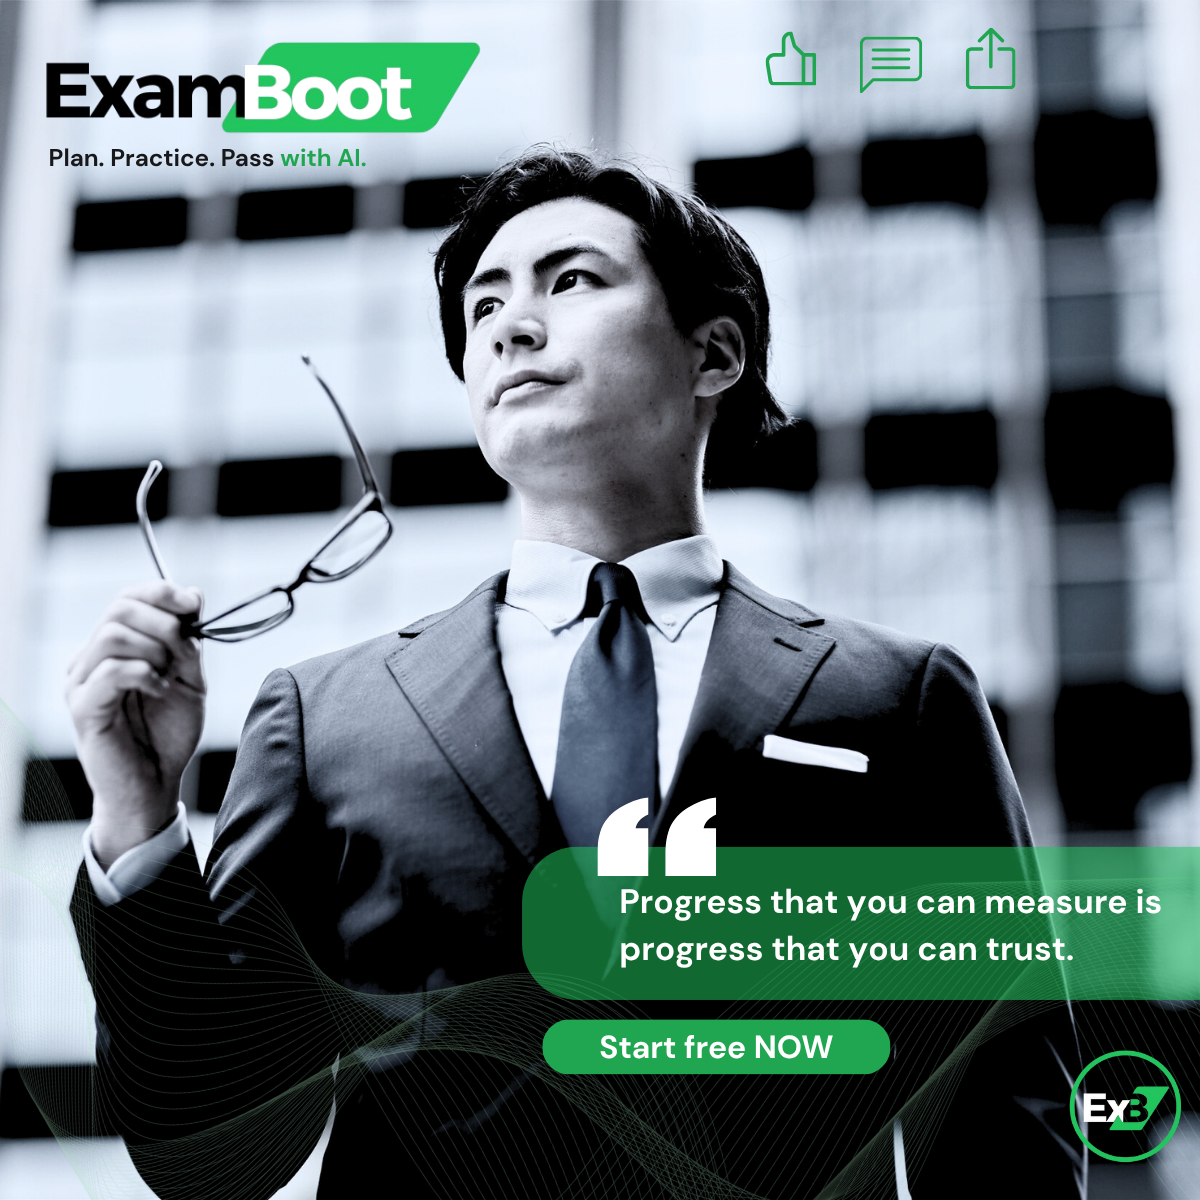 ExamBoot
Plan. Practice. Pass with AI.
Progress that you can measure is
progress that you can trust.
Start free NOW
ExB